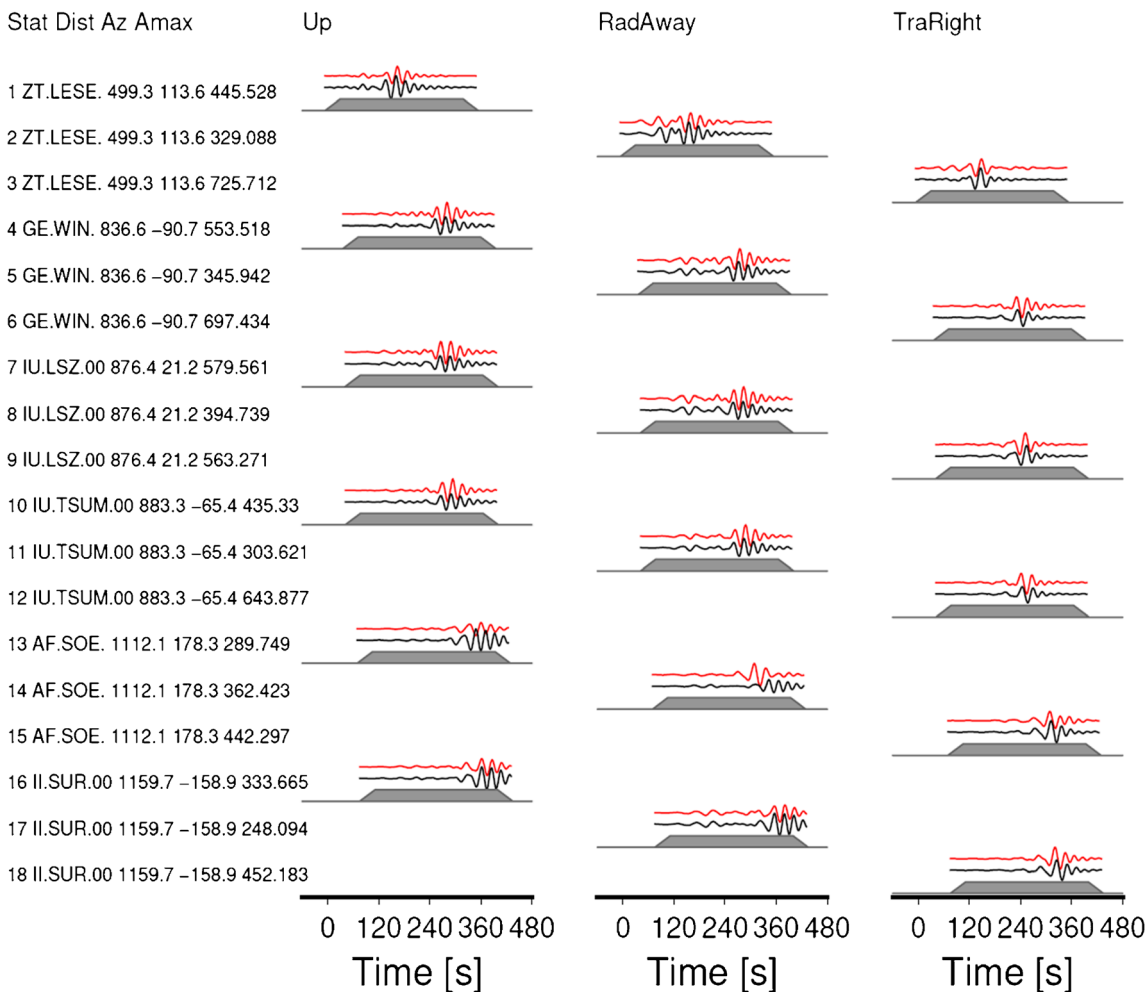 Stat Dist Az Amax Up RadAway TraRight
1 ZT.LESE. 499.3 113.6 445.528
2 ZT.LESE. 499.3 113.6 329.088
3 ZT.LESE. 499.3 113.6 725.712
4 GE.WIN. 836.6 −90.7 553.518
5 GE.WIN. 836.6 −90.7 345.942
6 GE.WIN. 836.6 −90.7 697.434
7 IU.LSZ.00 876.4 21.2 579.561
8 IU.LSZ.00 876.4 21.2 394.739
9 IU.LSZ.00 876.4 21.2 563.271
10 IU.TSUM.00 883.3 −65.4 435.33
11 IU.TSUM.00 883.3 −65.4 303.621
12 IU.TSUM.00 883.3 −65.4 643.877
13 AF.SOE. 1112.1 178.3 289.749
14 AF.SOE. 1112.1 178.3 362.423
15 AF.SOE. 1112.1 178.3 442.297
16 II.SUR.00 1159.7 −158.9 333.665
17 II.SUR.00 1159.7 −158.9 248.094
18 II.SUR.00 1159.7 −158.9 452.183
0 120 240 360 480 0 120 240 360 480 0 120 240 360 480
Time [s] Time [s] Time [s]